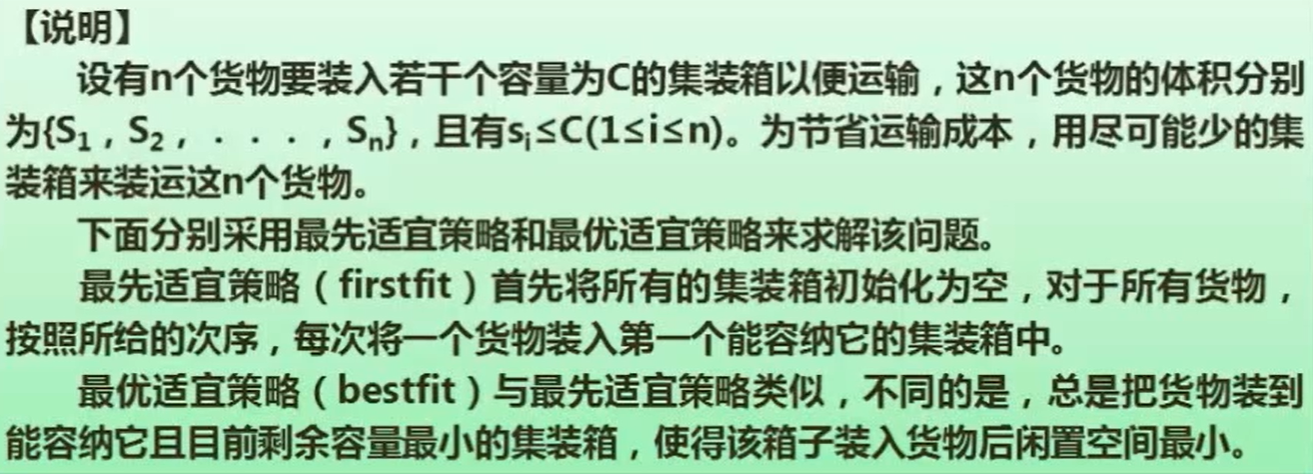 【说明】
设有n个货物要装入若干个容量为C的集装箱以便运输，这n个货物的体积分别
为{S₁，S₂，．．．，Sₙ}，且有sᵢ≤C(1≤i≤n)。为节省运输成本，用尽可能少的集
装箱来装运这n个货物。
下面分别采用最先适宜策略和最优适宜策略来求解该问题。
最先适宜策略（firstfit）首先将所有的集装箱初始化为空，对于所有货物，
按照所给的次序，每次将一个货物装入第一个能容纳它的集装箱中。
最优适宜策略（bestfit）与最先适宜策略类似，不同的是，总是把货物装到
能容纳它且目前剩余容量最小的集装箱，使得该箱子装入货物后闲置空间最小。